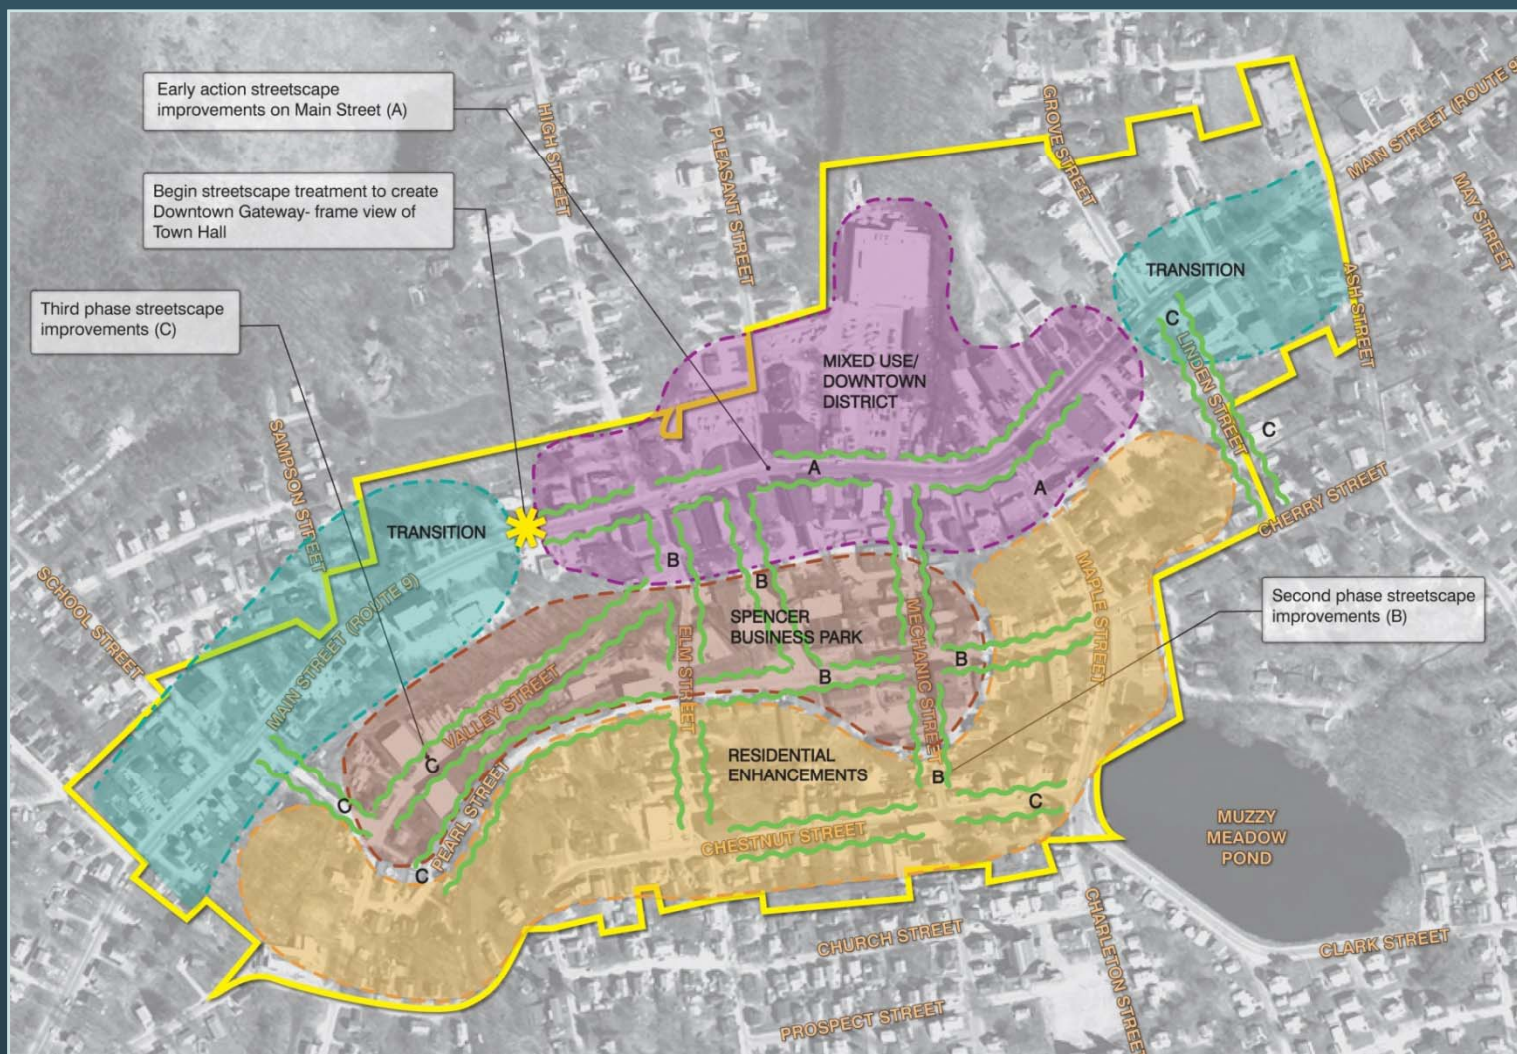 Early action streetscape
improvements on Main Street (A)
Begin streetscape treatment to create
Downtown Gateway- frame view of
Town Hall
Third phase streetscape
improvements (C)
HIGH STREET
PLEASANT STREET
GROVE STREET
MAIN STREET (ROUTE 9)
MAY STREET
ASH STREET
TRANSITION
C
LINDEN STREET
C
MIXED USE/
DOWNTOWN
DISTRICT
SAMPSON STREET
A
A
CHERRY STREET
TRANSITION
SCHOOL STREET
MAIN STREET (ROUTE 9)
B
B
SPENCER
BUSINESS PARK
MAPLE STREET
Second phase streetscape
improvements (B)
ELM STREET
MECHANIC STREET
B
B
VALLEY STREET
C
RESIDENTIAL
ENHANCEMENTS
B
C
C
PEARL STREET
C
CHESTNUT STREET
MUZZY
MEADOW
POND
CHURCH STREET
CHARLETON STREET
CLARK STREET
PROSPECT STREET